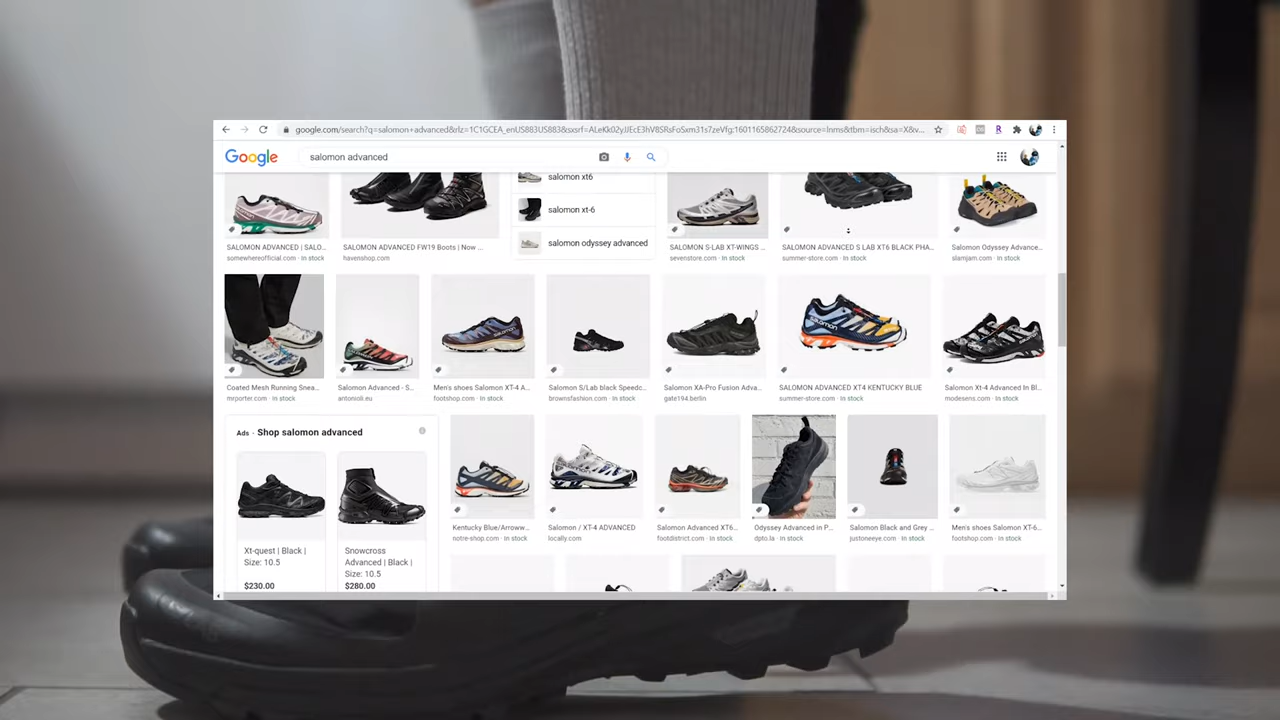 google.com/search?q=salomon+advanced&rlz=1C1GCEA_enUS883US883&sxsrf=ALeKk02yJJEcE3hV8SRsFoSxm31s7zeVfg:1601165862724&source=lnms&tbm=isch&sa=X&v...
Google
salomon advanced
salomon xt6
salomon xt-6
salomon odyssey advanced
SALOMON ADVANCED | SALO...
somewhereofficial.com · In stock
SALOMON ADVANCED FW19 Boots | Now ...
havenshop.com
SALOMON S-LAB XT-WINGS ...
sevenstore.com · In stock
SALOMON ADVANCED S LAB XT6 BLACK PHA...
summer-store.com · In stock
Salomon Odyssey Advance...
slamjam.com · In stock
Coated Mesh Running Snea...
mrporter.com · In stock
Salomon Advanced - S...
antonioli.eu
Men's shoes Salomon XT-4 A...
footshop.com · In stock
Salomon S/Lab black Speedc...
brownsfashion.com · In stock
Salomon XA-Pro Fusion Adva...
gate194.berlin
SALOMON ADVANCED XT4 KENTUCKY BLUE
summer-store.com · In stock
Salomon Xt-4 Advanced In Bl...
modesens.com · In stock
Ads · Shop salomon advanced
Xt-quest | Black |
Size: 10.5
$230.00
Snowcross
Advanced | Black |
Size: 10.5
$280.00
Kentucky Blue/Arroww...
notre-shop.com · In stock
Salomon / XT-4 ADVANCED
locally.com
Salomon Advanced XT6...
footdistrict.com · In stock
Odyssey Advanced in P...
dpto.la · In stock
Salomon Black and Grey ...
justoneeye.com · In stock
Men's shoes Salomon XT-6...
footshop.com · In stock